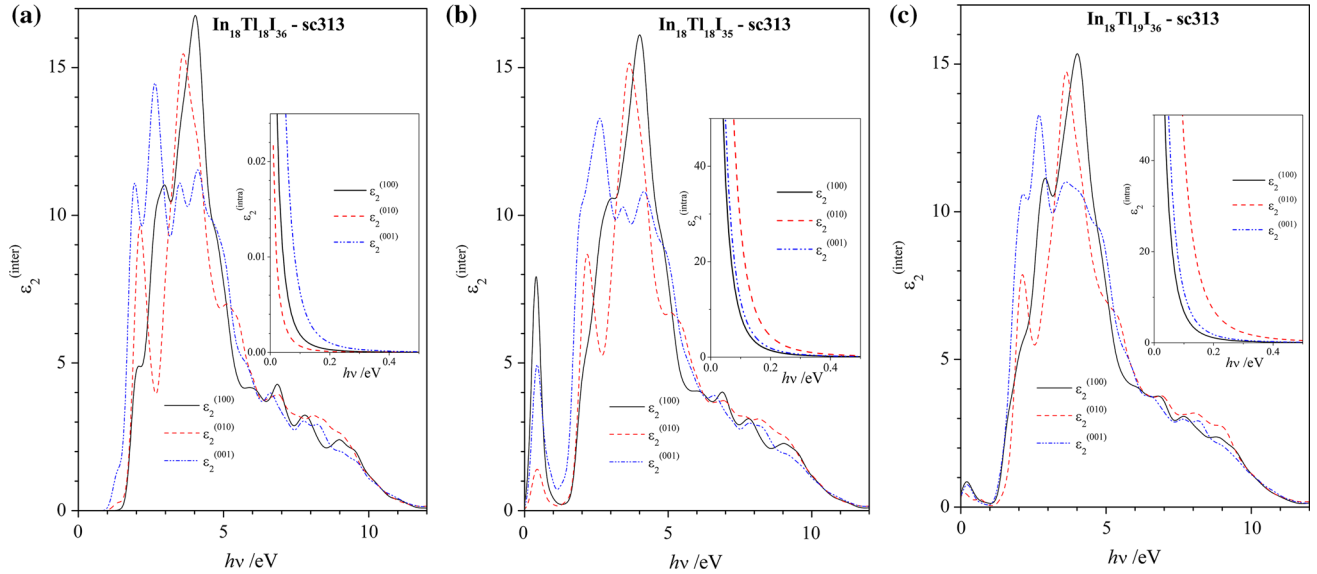 (a)
In₁₈Tl₁₈I₃₆ - sc313
ε₂⁽ⁱⁿᵗᵉʳ⁾
15
10
5
0
0
5
10
hν /eV
ε₂⁽¹⁰⁰⁾
ε₂⁽⁰¹⁰⁾
ε₂⁽⁰⁰¹⁾
ε₂⁽ⁱⁿᵗʳᵃ⁾
0.02
0.01
0.00
0.0
0.2
0.4
hν /eV
ε₂⁽¹⁰⁰⁾
ε₂⁽⁰¹⁰⁾
ε₂⁽⁰⁰¹⁾
(b)
In₁₈Tl₁₈I₃₅ - sc313
ε₂⁽ⁱⁿᵗᵉʳ⁾
15
10
5
0
0
5
10
hν /eV
ε₂⁽¹⁰⁰⁾
ε₂⁽⁰¹⁰⁾
ε₂⁽⁰⁰¹⁾
ε₂⁽ⁱⁿᵗʳᵃ⁾
40
20
0
0.0
0.2
0.4
hν /eV
ε₂⁽¹⁰⁰⁾
ε₂⁽⁰¹⁰⁾
ε₂⁽⁰⁰¹⁾
(c)
In₁₈Tl₁₉I₃₆ - sc313
ε₂⁽ⁱⁿᵗᵉʳ⁾
15
10
5
0
0
5
10
hν /eV
ε₂⁽¹⁰⁰⁾
ε₂⁽⁰¹⁰⁾
ε₂⁽⁰⁰¹⁾
ε₂⁽ⁱⁿᵗʳᵃ⁾
40
20
0
0.0
0.2
0.4
hν /eV
ε₂⁽¹⁰⁰⁾
ε₂⁽⁰¹⁰⁾
ε₂⁽⁰⁰¹⁾